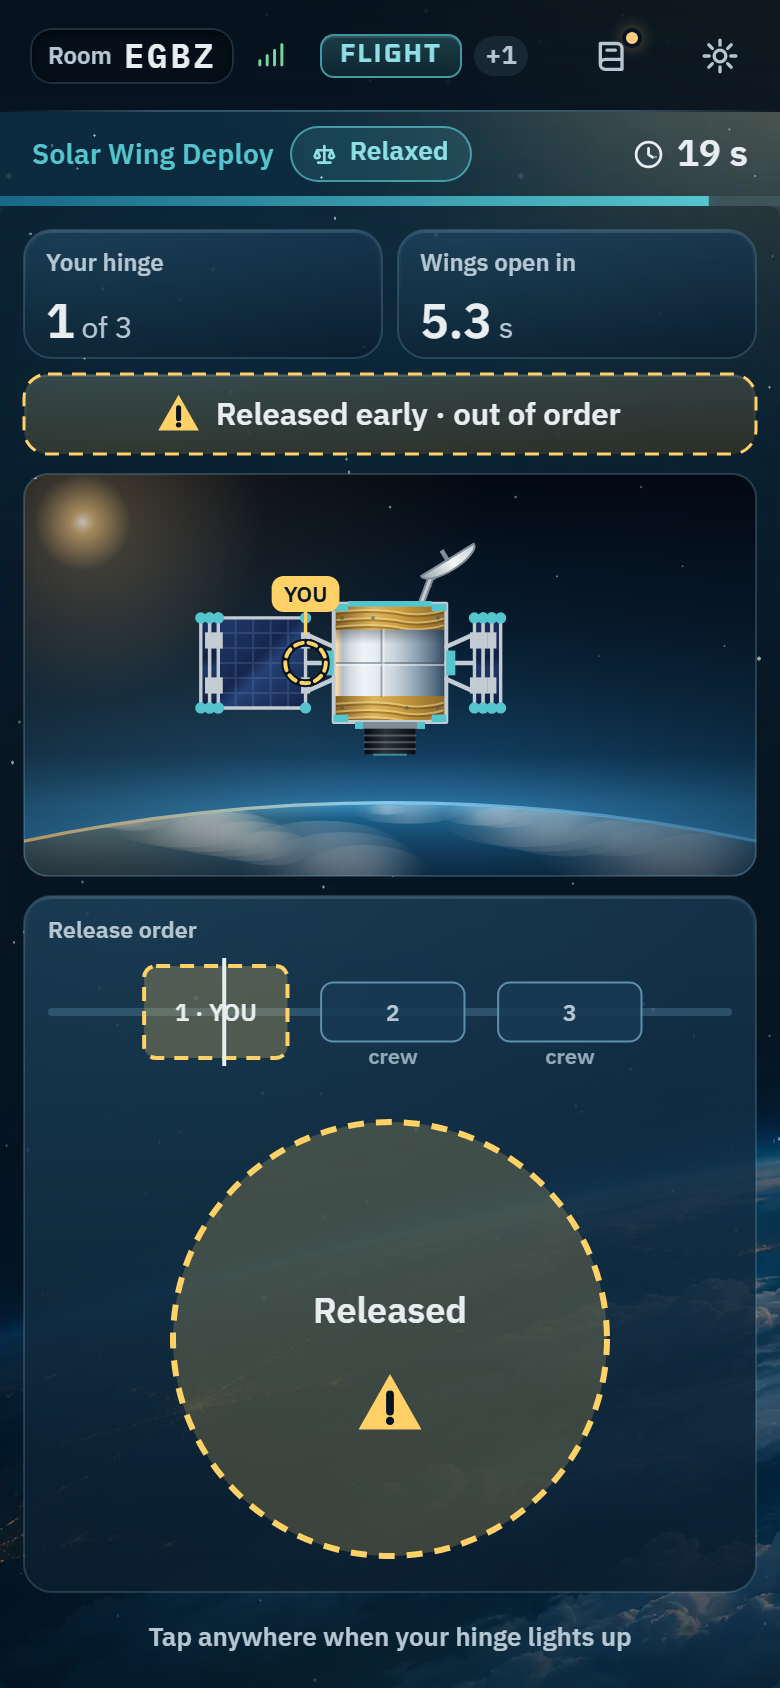 Room EGBZ FLIGHT +1
Solar Wing Deploy Relaxed 19 s
Your hinge
1 of 3
Wings open in
5.3 s
Released early · out of order
YOU
Release order
1 · YOU
2
crew
3
crew
Released
Tap anywhere when your hinge lights up